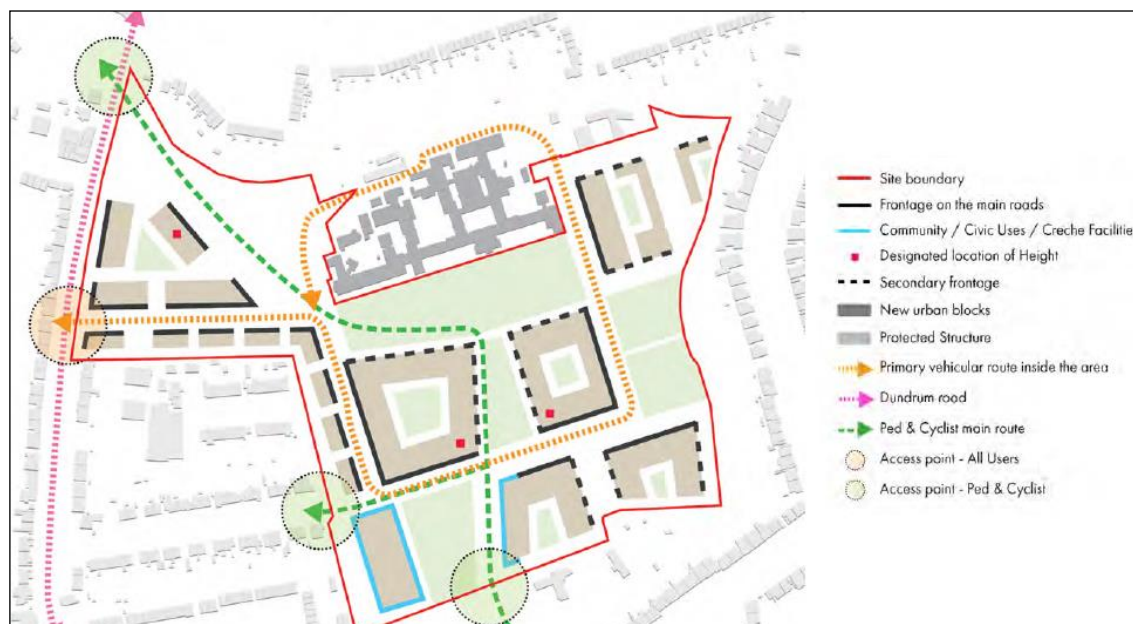 Site boundary
Frontage on the main roads
Community / Civic Uses / Creche Facilitie
Designated location of Height
Secondary frontage
New urban blocks
Protected Structure
Primary vehicular route inside the area
Dundrum road
Ped & Cyclist main route
Access point - All Users
Access point - Ped & Cyclist